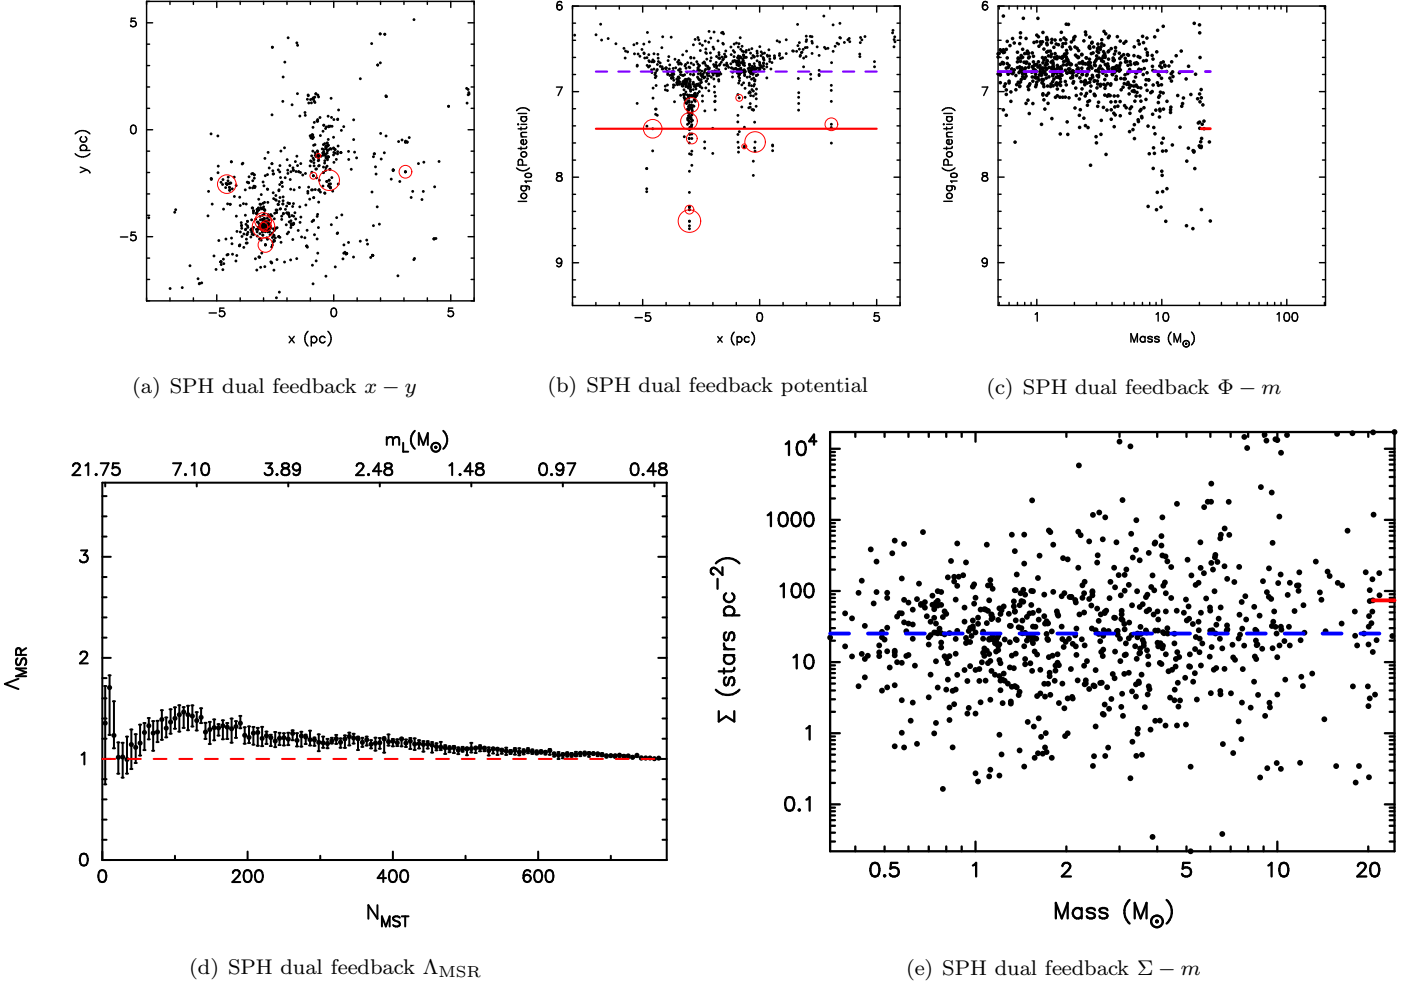 5
0
−5
y (pc)
−5
0
5
x (pc)
(a) SPH dual feedback x − y
6
7
8
9
log10(Potential)
−5
0
5
x (pc)
(b) SPH dual feedback potential
6
7
8
9
log10(Potential)
1
10
100
Mass (M⊙)
(c) SPH dual feedback Φ − m
mL(M⊙)
21.75 7.10 3.89 2.48 1.48 0.97 0.48
3
2
1
0
ΛMSR
0 200 400 600
NMST
(d) SPH dual feedback ΛMSR
10⁴
1000
100
10
1
0.1
Σ (stars pc⁻²)
0.5 1 2 5 10 20
Mass (M⊙)
(e) SPH dual feedback Σ − m